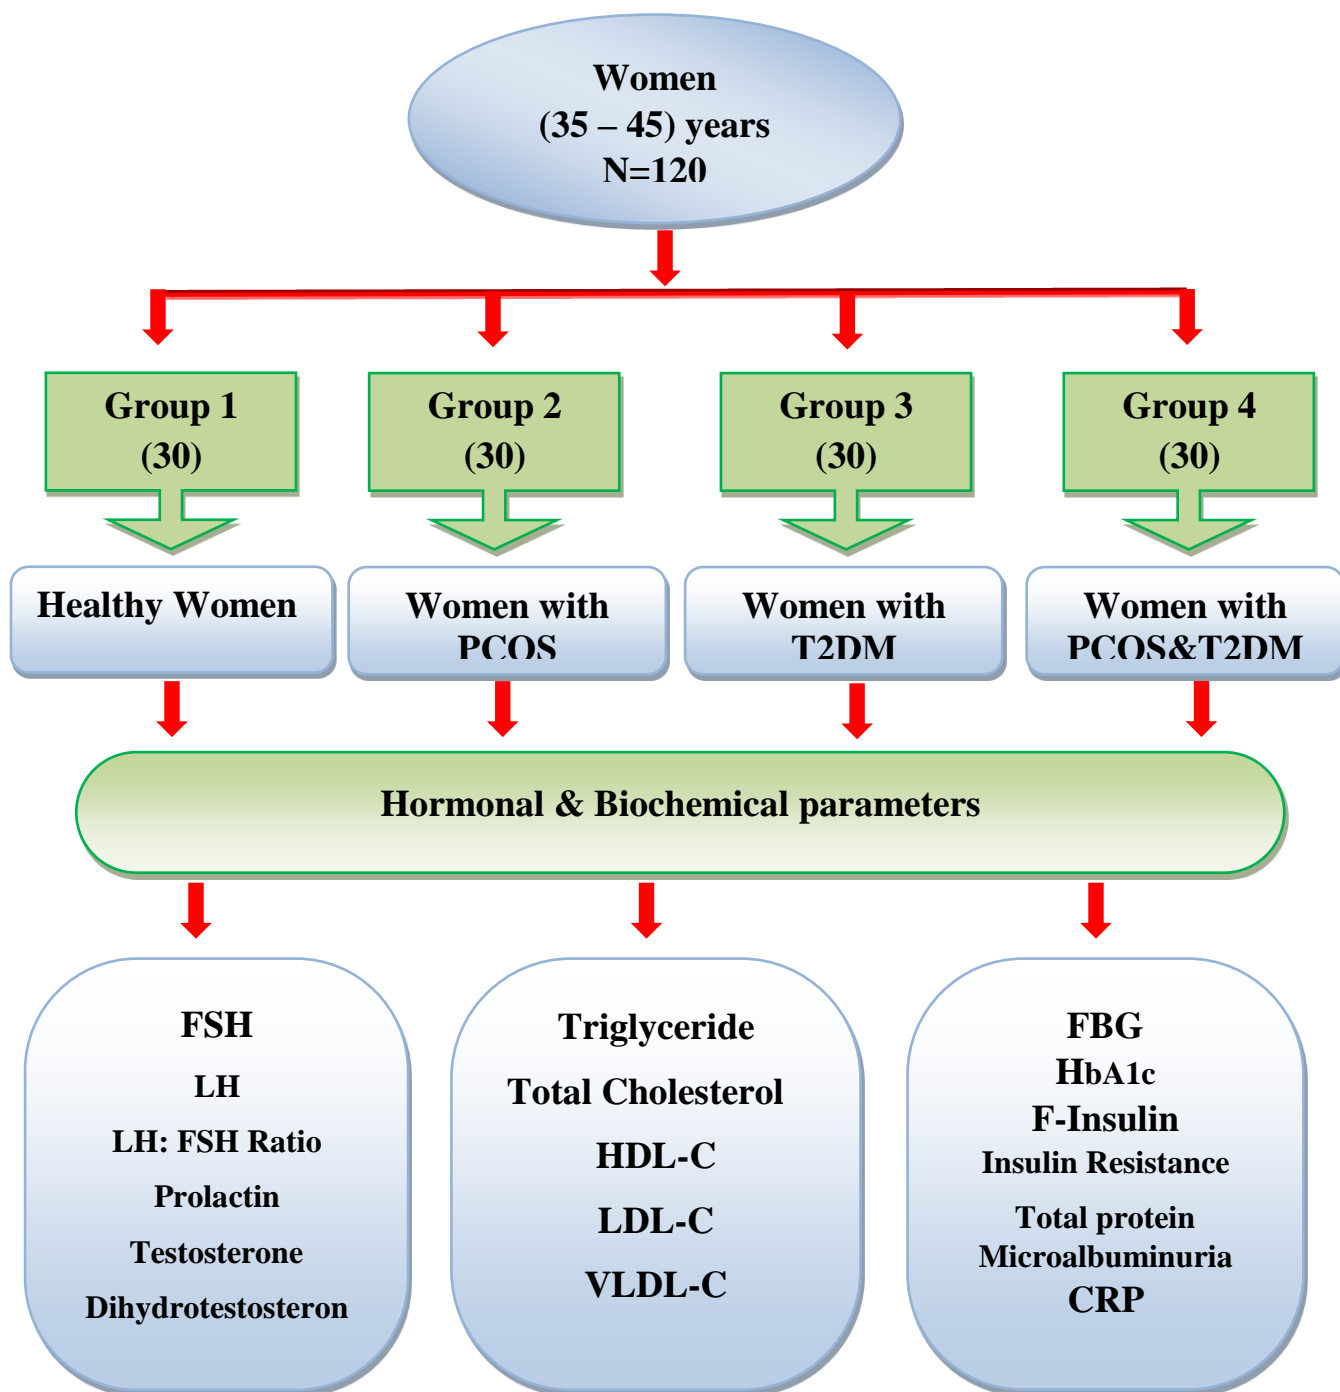 Women
(35 – 45) years
N=120
Group 1
(30)
Group 2
(30)
Group 3
(30)
Group 4
(30)
Healthy Women
Women with
PCOS
Women with
T2DM
Women with
PCOS&T2DM
Hormonal & Biochemical parameters
FSH
LH
LH: FSH Ratio
Prolactin
Testosterone
Dihydrotestosteron
Triglyceride
Total Cholesterol
HDL-C
LDL-C
VLDL-C
FBG
HbA1c
F-Insulin
Insulin Resistance
Total protein
Microalbuminuria
CRP